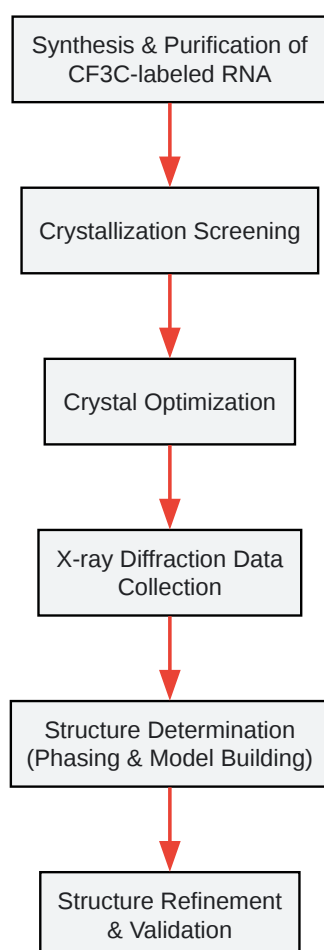 Synthesis & Purification of
CF3C-labeled RNA
Crystallization Screening
Crystal Optimization
X-ray Diffraction Data
Collection
Structure Determination
(Phasing & Model Building)
Structure Refinement
& Validation